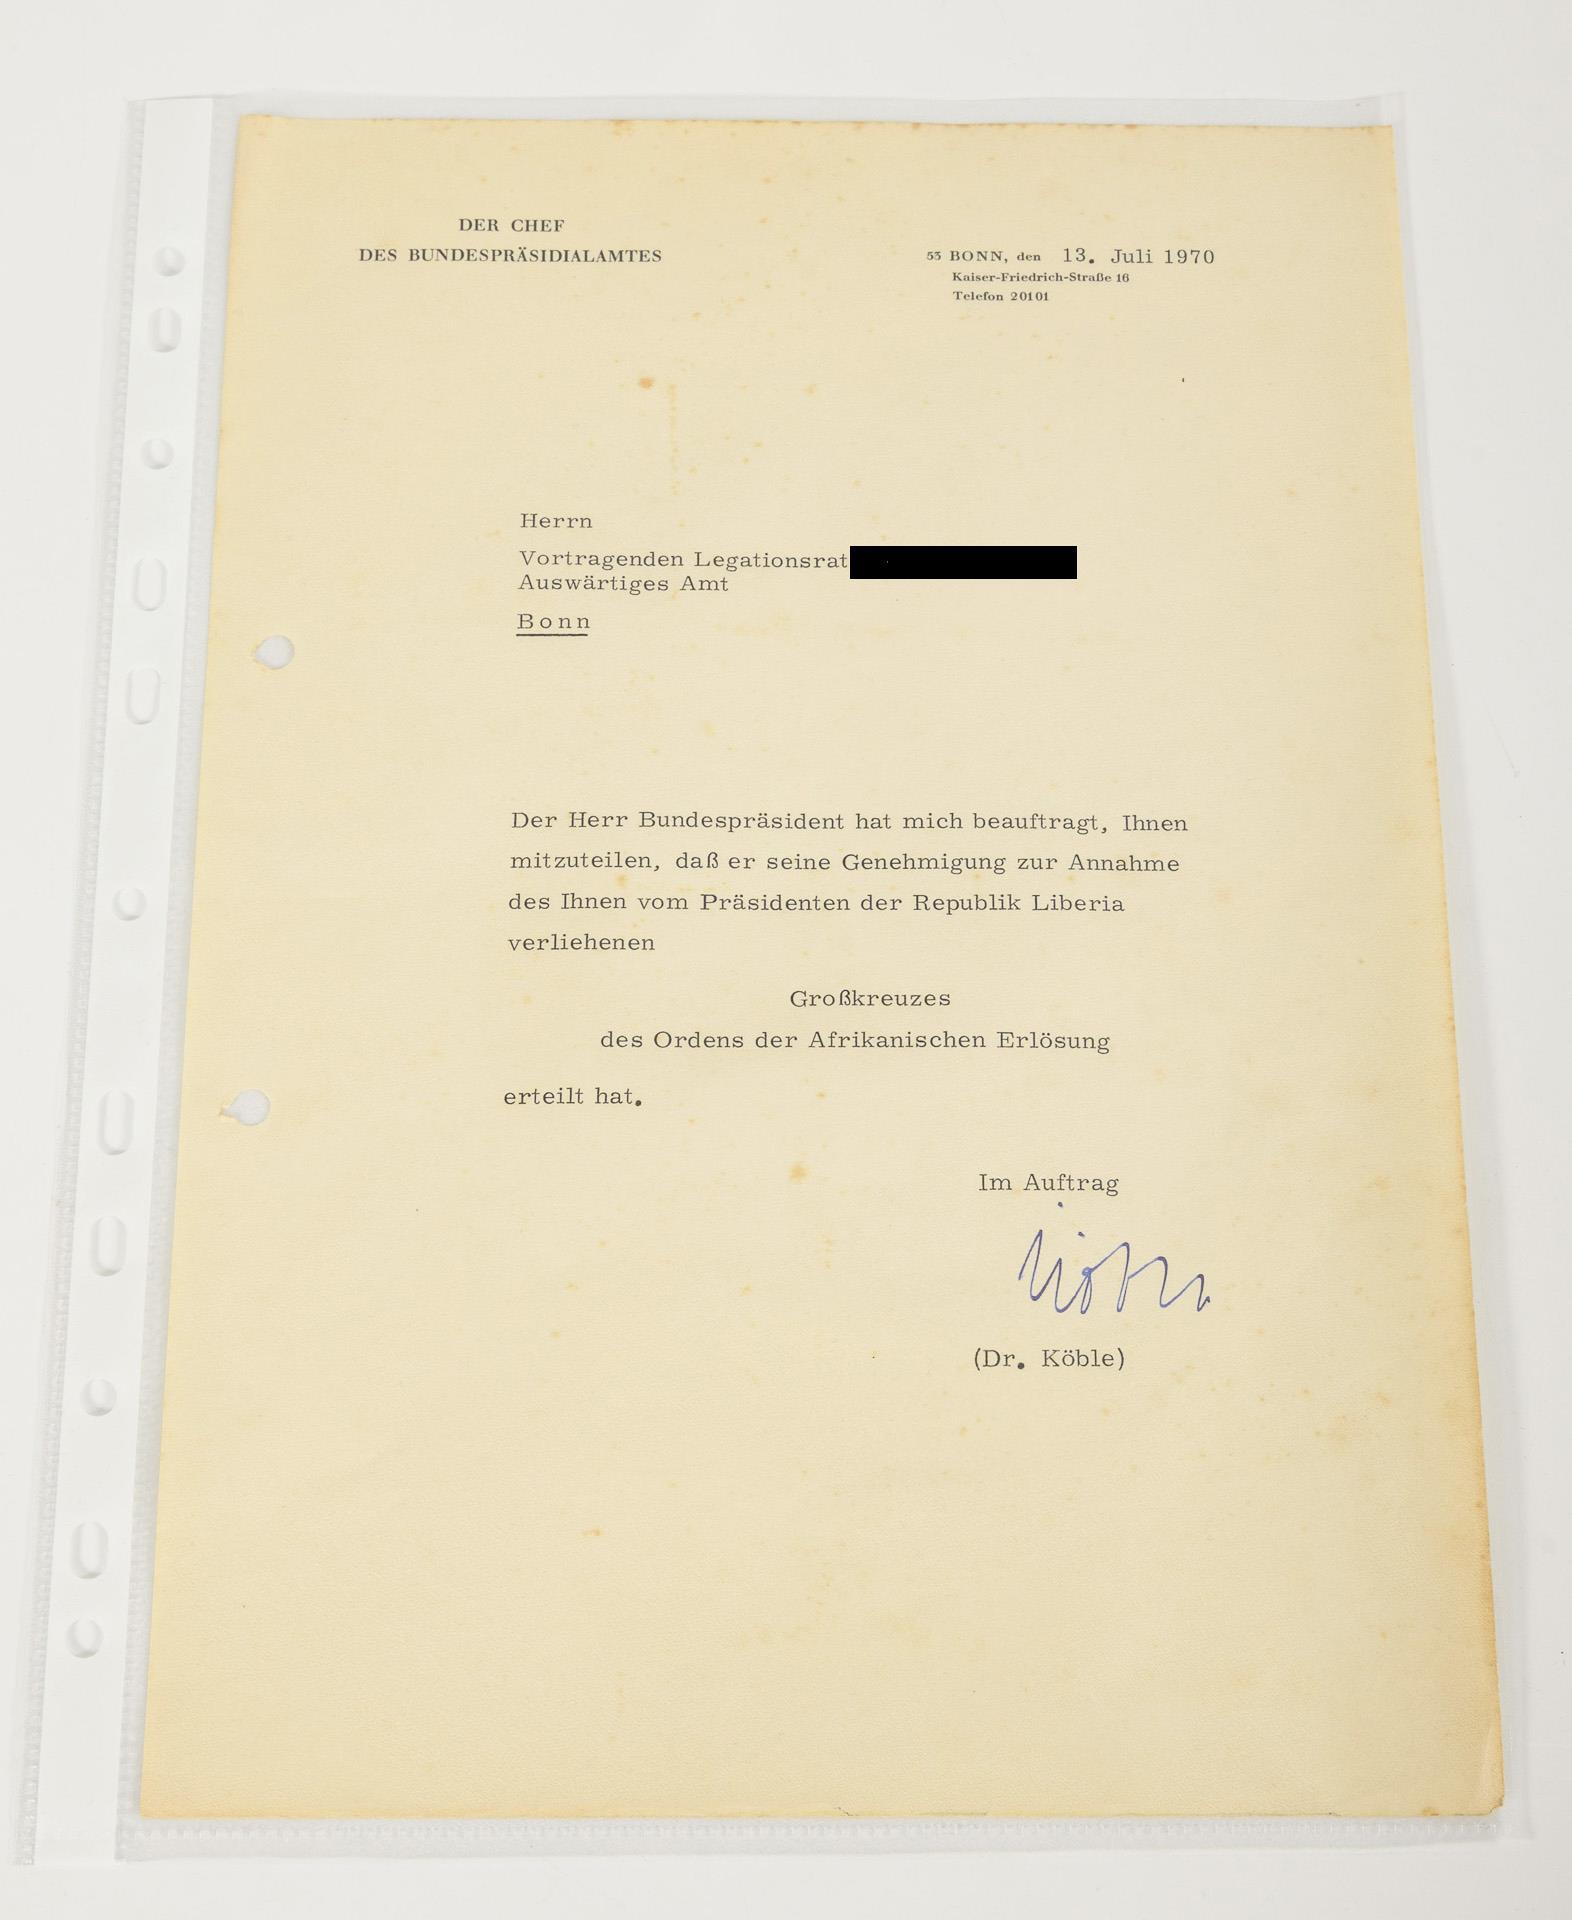 DER CHEF
DES BUNDESPRÄSIDIALAMTES
53 BONN, den 13. Juli 1970
Kaiser-Friedrich-Straße 16
Telefon 20101
Herrn
Vortragenden Legationsrat
Auswärtiges Amt
Bonn
Der Herr Bundespräsident hat mich beauftragt, Ihnen
mitzuteilen, daß er seine Genehmigung zur Annahme
des Ihnen vom Präsidenten der Republik Liberia
verliehenen
Großkreuzes
des Ordens der Afrikanischen Erlösung
erteilt hat.
Im Auftrag
Köble
(Dr. Köble)